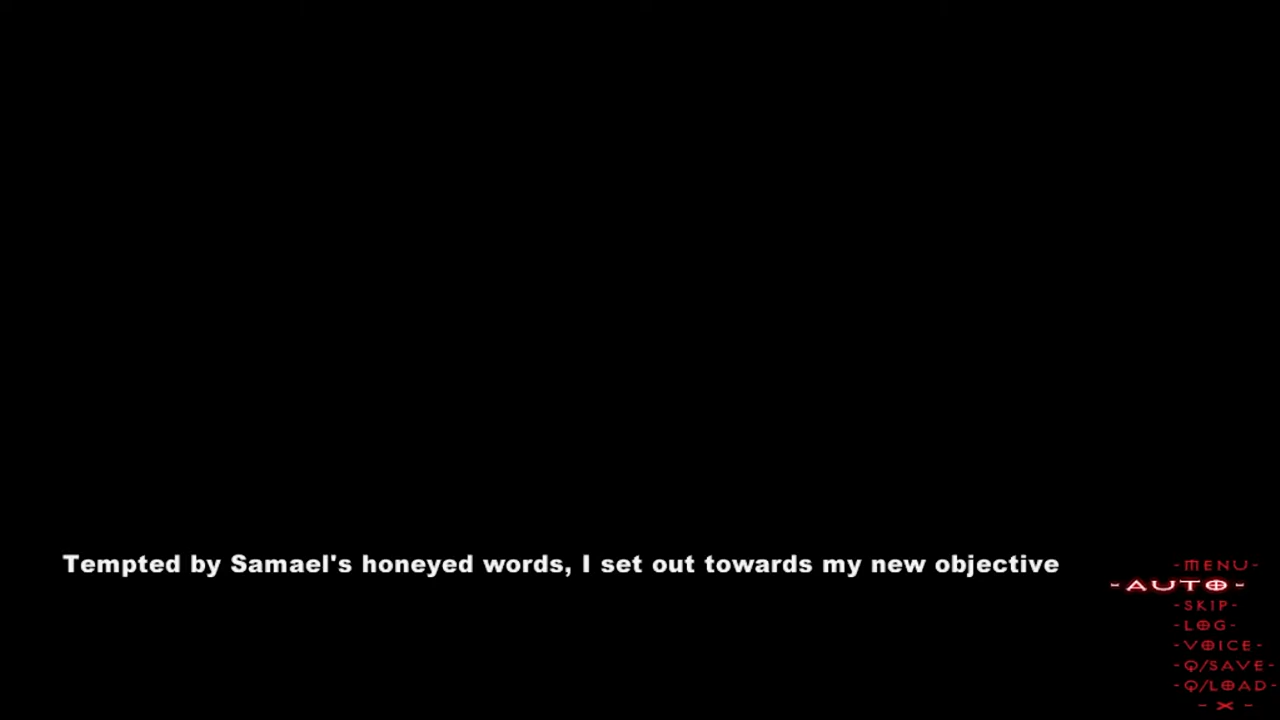 Tempted by Samael's honeyed words, I set out towards my new objective
-MENU-
-AUTO-
-SKIP-
-LOG-
-VOICE-
-Q/SAVE-
-Q/LOAD-
-X-